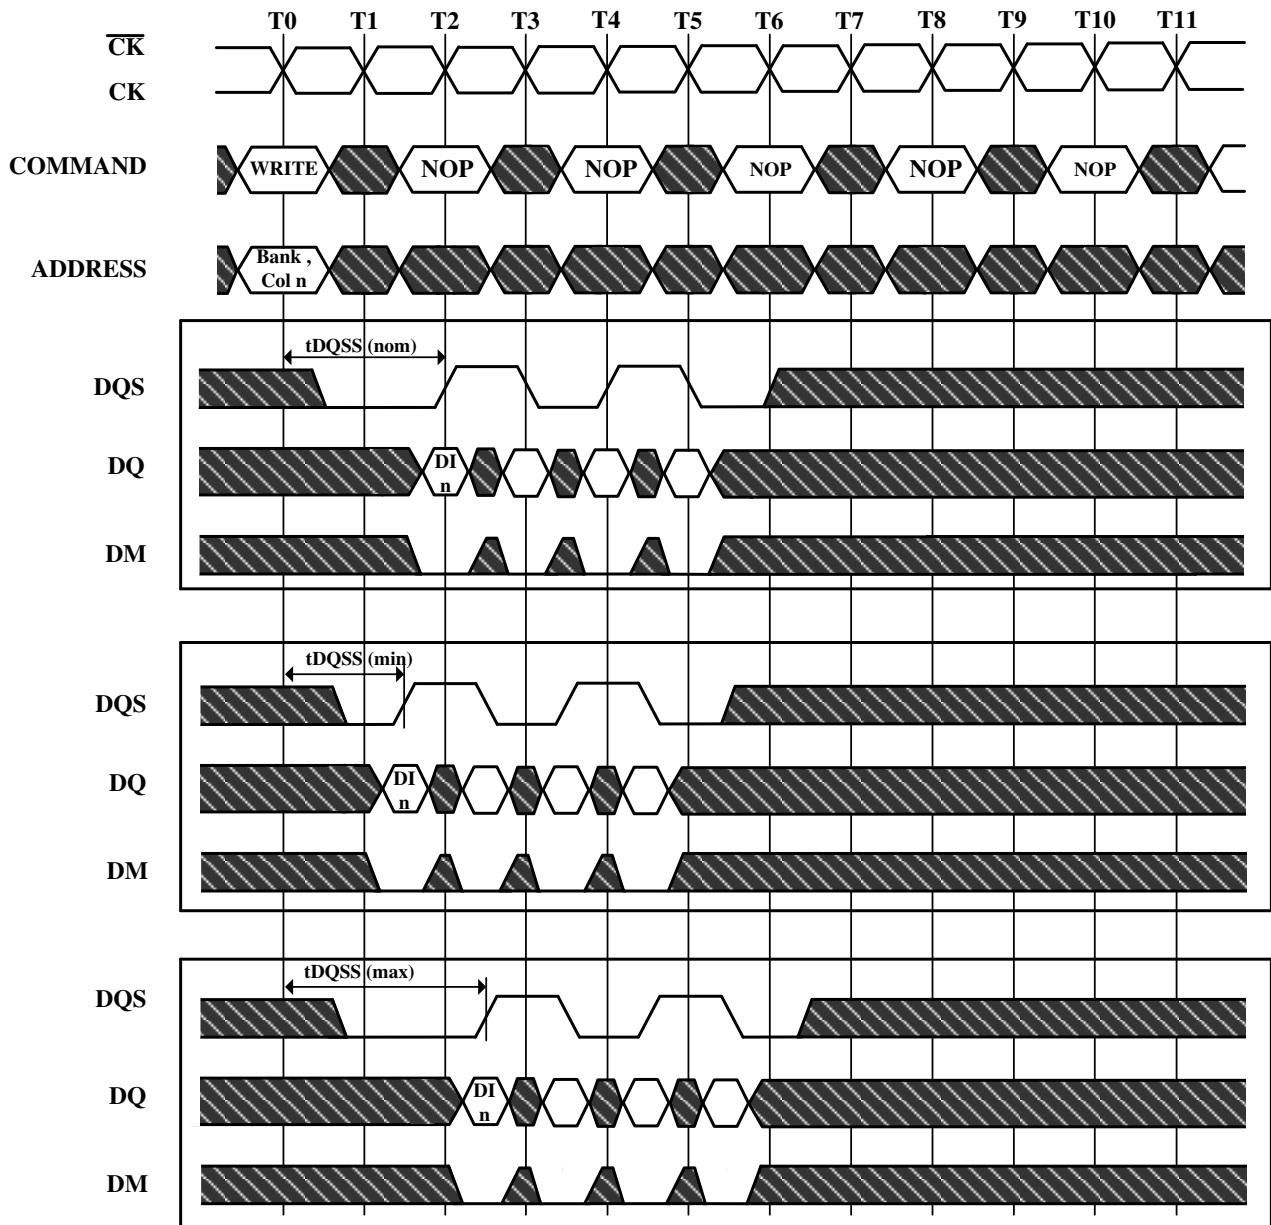 T0 T1 T2 T3 T4 T5 T6 T7 T8 T9 T10 T11
CK
CK
COMMAND WRITE NOP NOP NOP NOP NOP
ADDRESS Bank , Col n
tDQSS (nom)
DQS
DQ DI n
DM
tDQSS (min)
DQS
DQ DI n
DM
tDQSS (max)
DQS
DQ DI n
DM